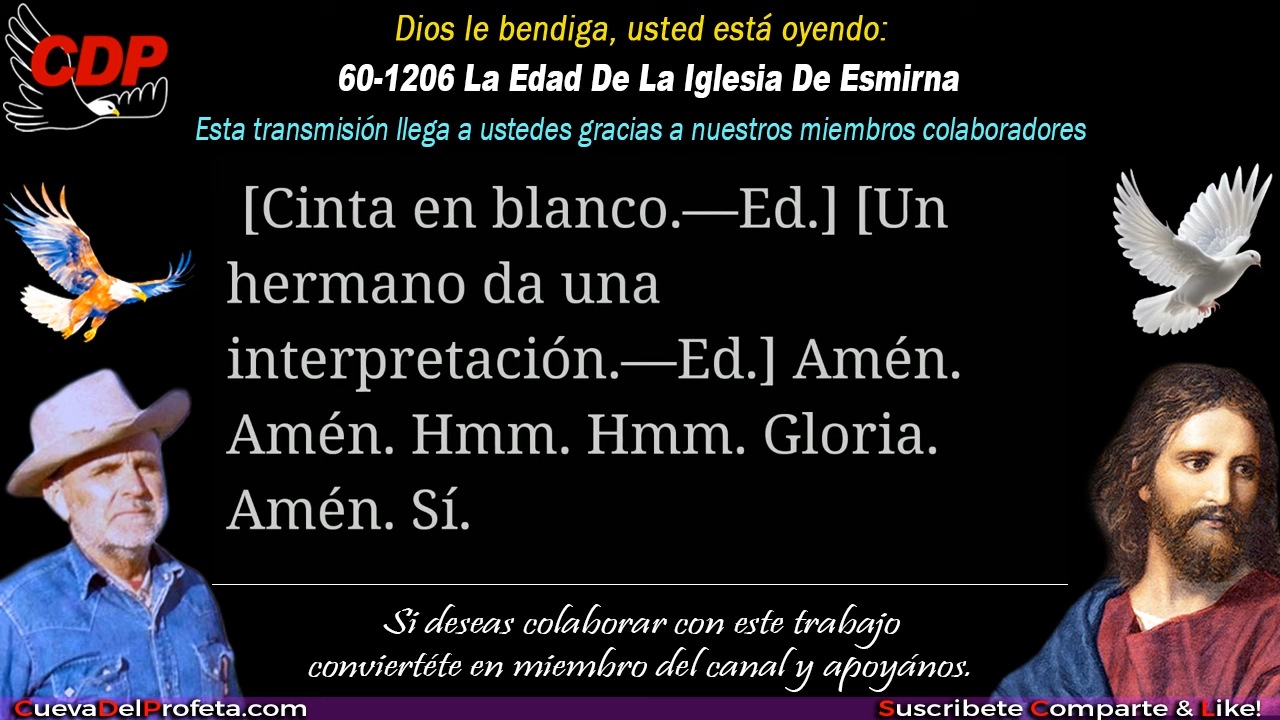 CDP
Dios le bendiga, usted está oyendo:
60-1206 La Edad De La Iglesia De Esmirna
Esta transmisión llega a ustedes gracias a nuestros miembros colaboradores
[Cinta en blanco.—Ed.] [Un
hermano da una
interpretación.—Ed.] Amén.
Amén. Hmm. Hmm. Gloria.
Amén. Sí.
Si deseas colaborar con este trabajo
conviertéte en miembro del canal y apoyános.
CuevaDelProfeta.com
Suscribete Comparte & Like!